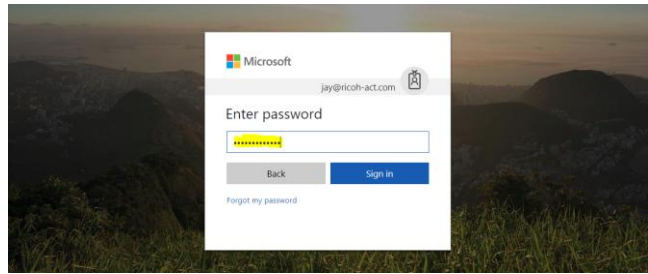 Microsoft
jay@ricoh-act.com
Enter password
••••••••••••
Back Sign in
Forgot my password